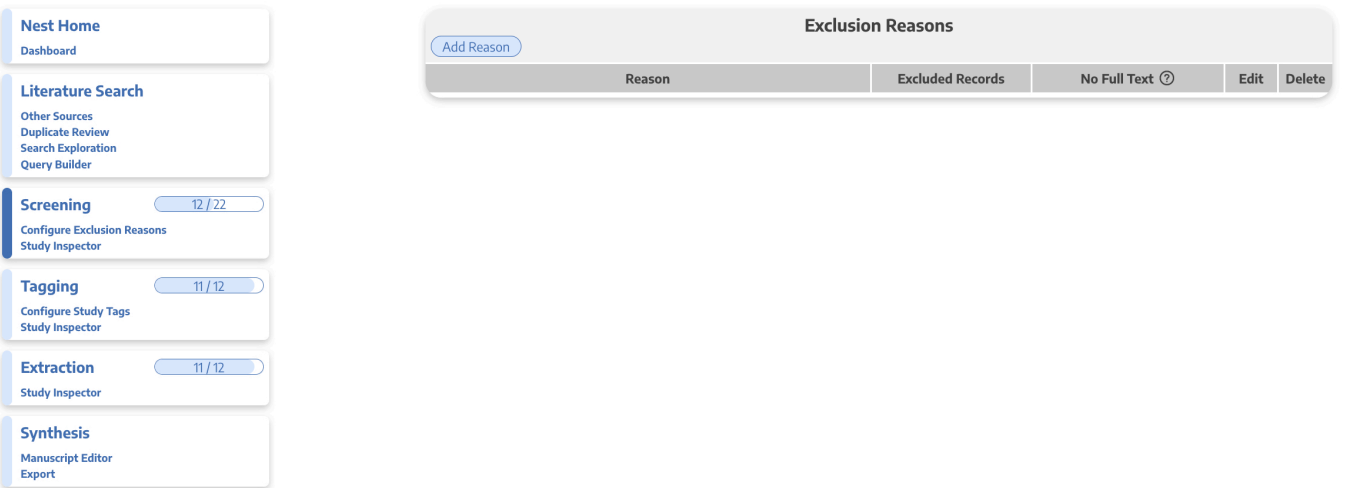 Nest Home
Dashboard
Literature Search
Other Sources
Duplicate Review
Search Exploration
Query Builder
Screening 12 / 22
Configure Exclusion Reasons
Study Inspector
Tagging 11 / 12
Configure Study Tags
Study Inspector
Extraction 11 / 12
Study Inspector
Synthesis
Manuscript Editor
Export
Exclusion Reasons
Add Reason
Reason Excluded Records No Full Text ? Edit Delete